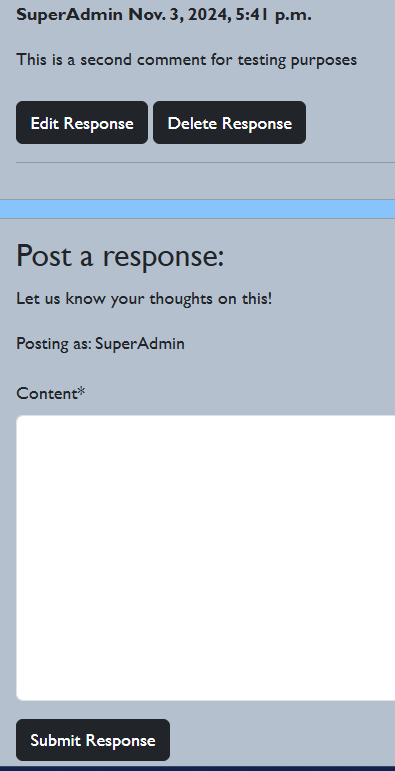 SuperAdmin Nov. 3, 2024, 5:41 p.m.
This is a second comment for testing purposes
Edit Response Delete Response
Post a response:
Let us know your thoughts on this!
Posting as: SuperAdmin
Content*
Submit Response